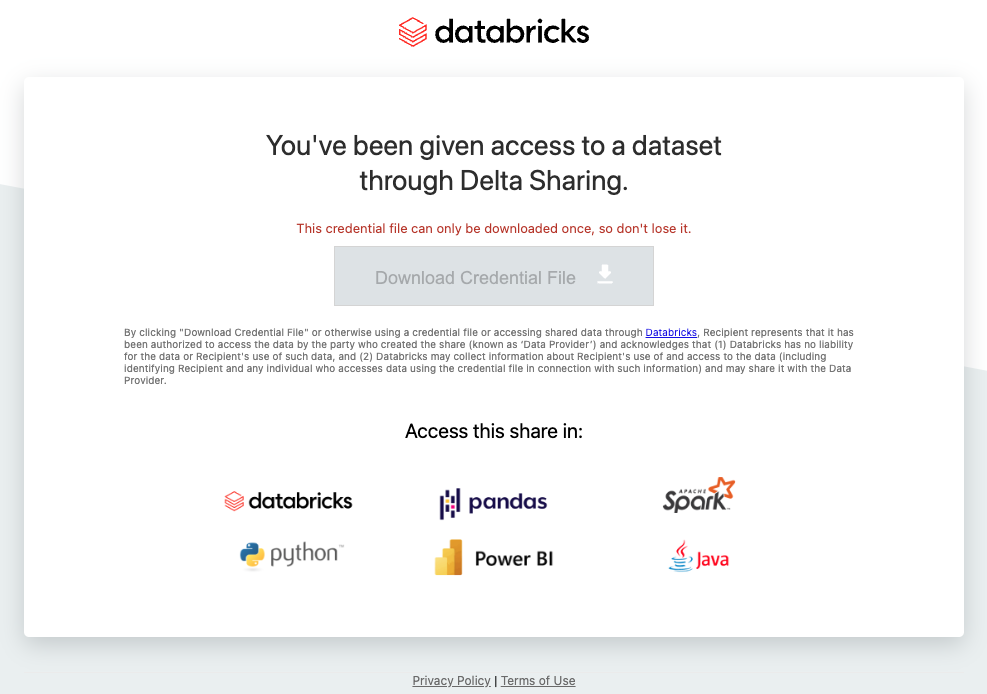 databricks
You've been given access to a dataset
through Delta Sharing.
This credential file can only be downloaded once, so don't lose it.
Download Credential File
By clicking "Download Credential File" or otherwise using a credential file or accessing shared data through Databricks, Recipient represents that it has
been authorized to access the data by the party who created the share (known as ‘Data Provider’) and acknowledges that (1) Databricks has no liability
for the data or Recipient's use of such data, and (2) Databricks may collect information about Recipient's use of and access to the data (including
identifying Recipient and any individual who accesses data using the credential file in connection with such information) and may share it with the Data
Provider.
Access this share in:
databricks
pandas
APACHE Spark™
python™
Power BI
Java
Privacy Policy | Terms of Use